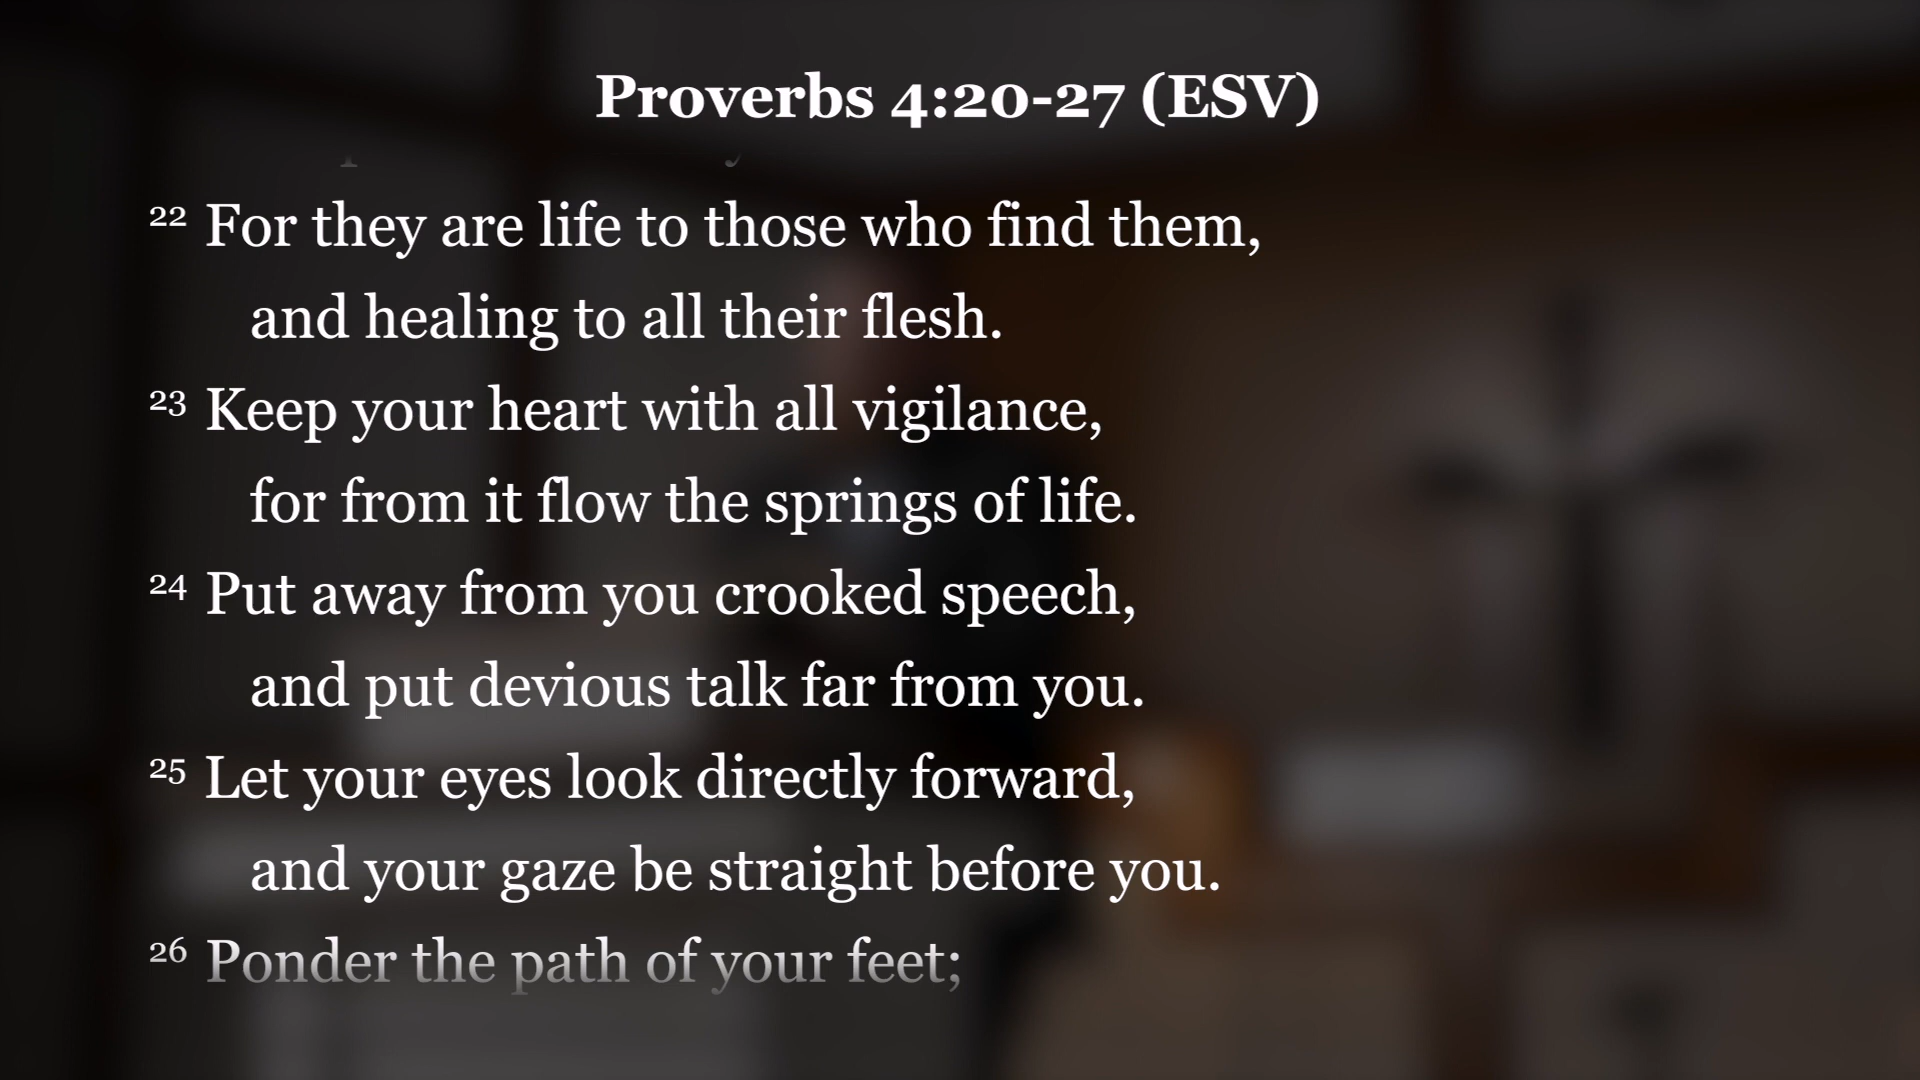 Proverbs 4:20-27 (ESV)
22 For they are life to those who find them,
and healing to all their flesh.
23 Keep your heart with all vigilance,
for from it flow the springs of life.
24 Put away from you crooked speech,
and put devious talk far from you.
25 Let your eyes look directly forward,
and your gaze be straight before you.
26 Ponder the path of your feet;